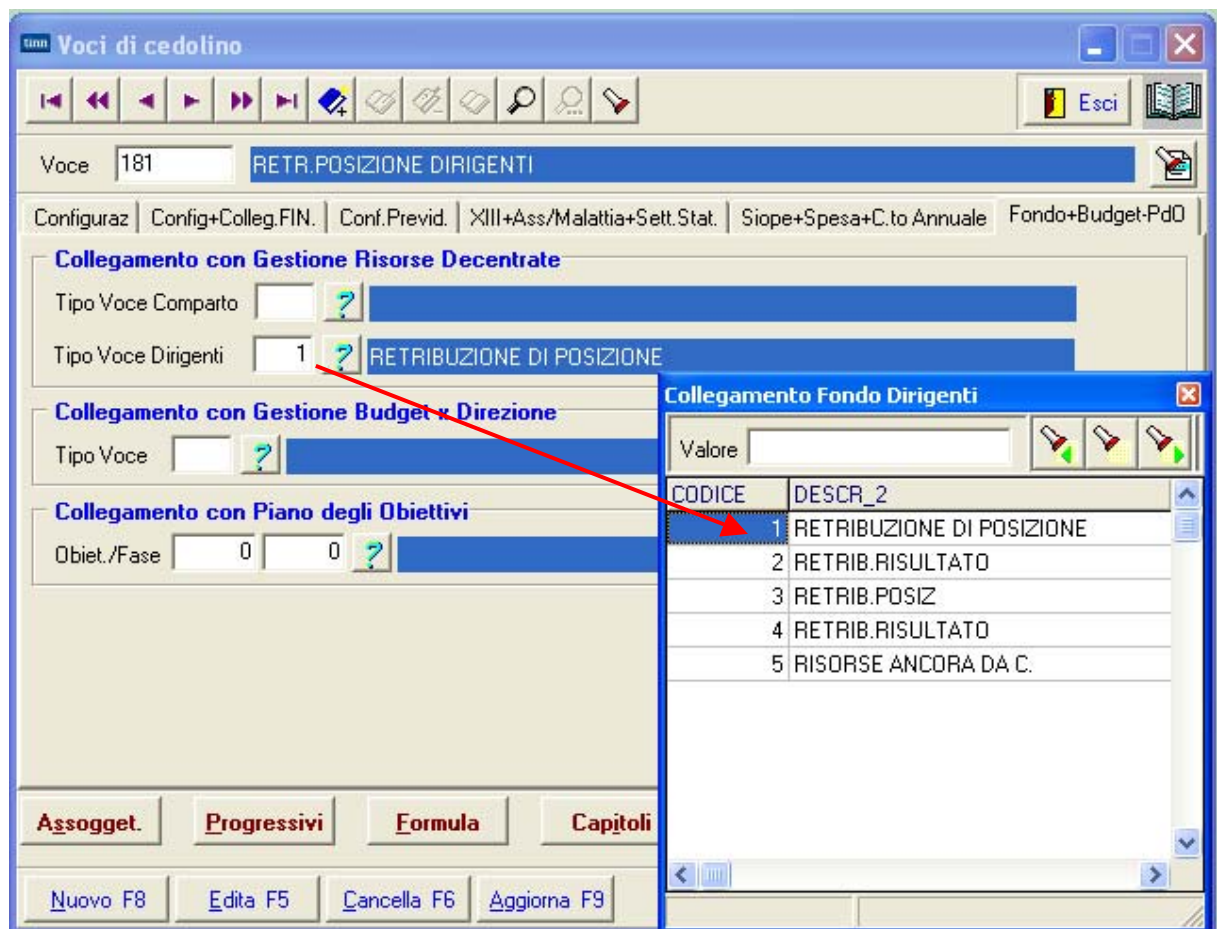 tinn Voci di cedolino
Esci
Voce 181 RETR.POSIZIONE DIRIGENTI
Configuraz Config+Colleg.FIN. Conf.Previd. XIII+Ass/Malattia+Sett.Stat. Siope+Spesa+C.to Annuale Fondo+Budget-PdO
Collegamento con Gestione Risorse Decentrate
Tipo Voce Comparto ?
Tipo Voce Dirigenti 1 ? RETRIBUZIONE DI POSIZIONE
Collegamento con Gestione Budget x Direzione
Tipo Voce ?
Collegamento con Piano degli Obiettivi
Obiet./Fase 0 0 ?
Collegamento Fondo Dirigenti
Valore
CODICE DESCR_2
1 RETRIBUZIONE DI POSIZIONE
2 RETRIB.RISULTATO
3 RETRIB.POSIZ
4 RETRIB.RISULTATO
5 RISORSE ANCORA DA C.
Assogget. Progressivi Formula Capitoli
Nuovo F8 Edita F5 Cancella F6 Aggiorna F9